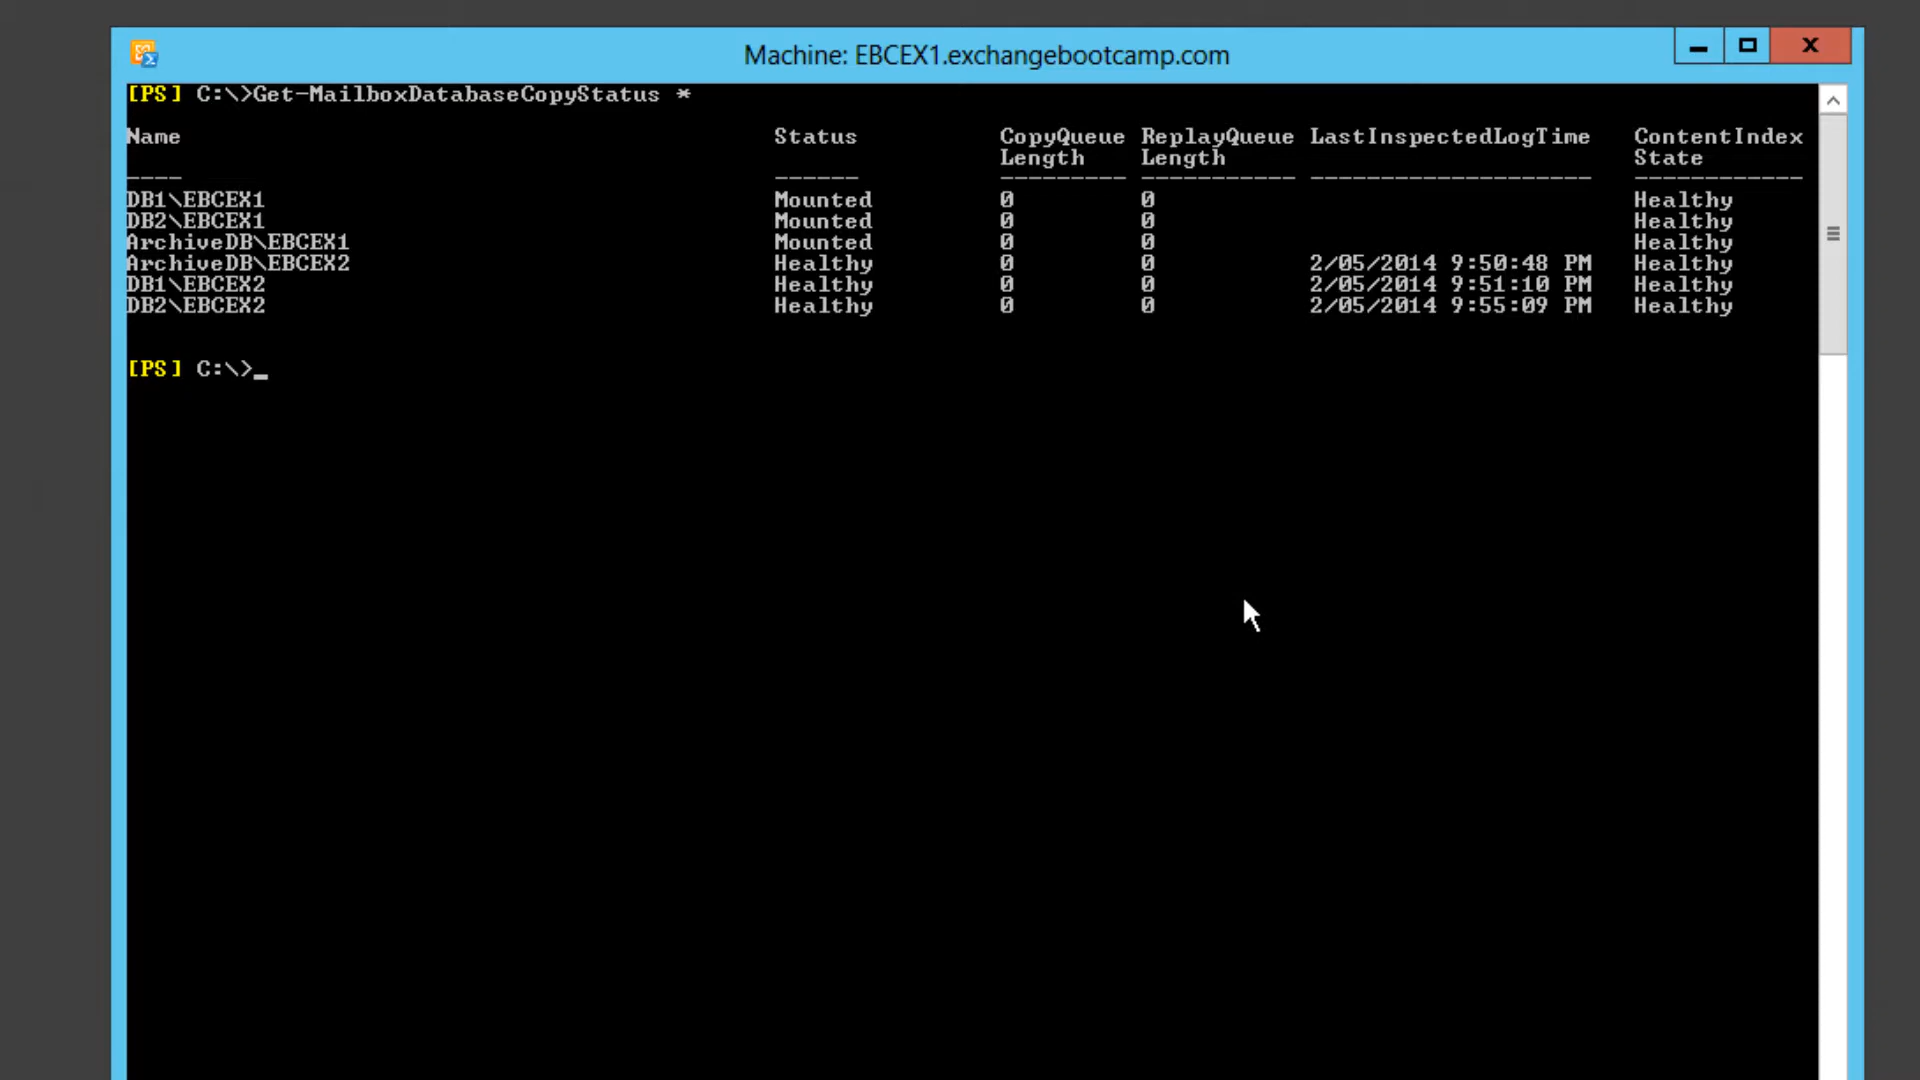 Machine: EBCEX1.exchangebootcamp.com
[PS] C:\>Get-MailboxDatabaseCopyStatus *
Name Status CopyQueue ReplayQueue LastInspectedLogTime ContentIndex
Length Length State
---- ------ --------- ----------- -------------------- ------------
DB1\EBCEX1 Mounted 0 0 Healthy
DB2\EBCEX1 Mounted 0 0 Healthy
ArchiveDB\EBCEX1 Mounted 0 0 Healthy
ArchiveDB\EBCEX2 Healthy 0 0 2/05/2014 9:50:48 PM Healthy
DB1\EBCEX2 Healthy 0 0 2/05/2014 9:51:10 PM Healthy
DB2\EBCEX2 Healthy 0 0 2/05/2014 9:55:09 PM Healthy
[PS] C:\>_